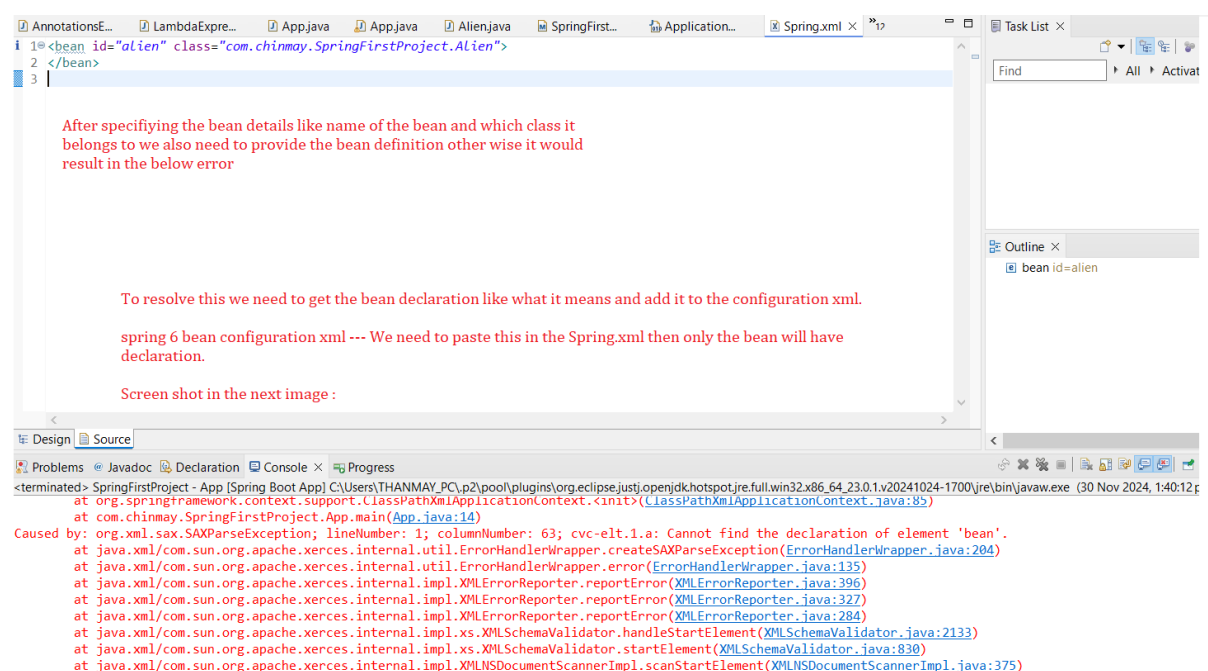 AnnotationsE... LambdaExpre... App.java App.java Alien.java SpringFirst... Application... Spring.xml "12 Task List
1 <bean id="alien" class="com.chinmay.SpringFirstProject.Alien">
2 </bean>
3
Find All Activat
After specifiying the bean details like name of the bean and which class it
belongs to we also need to provide the bean definition other wise it would
result in the below error
Outline
bean id=alien
To resolve this we need to get the bean declaration like what it means and add it to the configuration xml.
spring 6 bean configuration xml --- We need to paste this in the Spring.xml then only the bean will have
declaration.
Screen shot in the next image :
Design Source
Problems Javadoc Declaration Console Progress
<terminated> SpringFirstProject - App [Spring Boot App] C:\Users\THANMAY_PC\.p2\pool\plugins\org.eclipse.justj.openjdk.hotspot.jre.full.win32.x86_64_23.0.1.v20241024-1700\jre\bin\javaw.exe (30 Nov 2024, 1:40:12 p
at org.springframework.context.support.ClassPathXmlApplicationContext.<init>(ClassPathXmlApplicationContext.java:85)
at com.chinmay.SpringFirstProject.App.main(App.java:14)
Caused by: org.xml.sax.SAXParseException; lineNumber: 1; columnNumber: 63; cvc-elt.1.a: Cannot find the declaration of element 'bean'.
at java.xml/com.sun.org.apache.xerces.internal.util.ErrorHandlerWrapper.createSAXParseException(ErrorHandlerWrapper.java:204)
at java.xml/com.sun.org.apache.xerces.internal.util.ErrorHandlerWrapper.error(ErrorHandlerWrapper.java:135)
at java.xml/com.sun.org.apache.xerces.internal.impl.XMLErrorReporter.reportError(XMLErrorReporter.java:396)
at java.xml/com.sun.org.apache.xerces.internal.impl.XMLErrorReporter.reportError(XMLErrorReporter.java:327)
at java.xml/com.sun.org.apache.xerces.internal.impl.XMLErrorReporter.reportError(XMLErrorReporter.java:284)
at java.xml/com.sun.org.apache.xerces.internal.impl.xs.XMLSchemaValidator.handleStartElement(XMLSchemaValidator.java:2133)
at java.xml/com.sun.org.apache.xerces.internal.impl.xs.XMLSchemaValidator.startElement(XMLSchemaValidator.java:830)
at java.xml/com.sun.org.apache.xerces.internal.impl.XMLNSDocumentScannerImpl.scanStartElement(XMLNSDocumentScannerImpl.java:375)